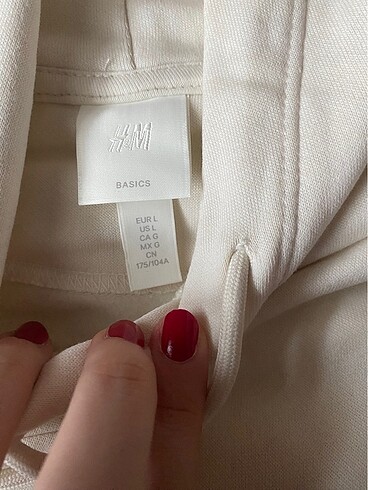 H&M
BASICS
EUR L
US L
CA G
MX G
CN
175/104A